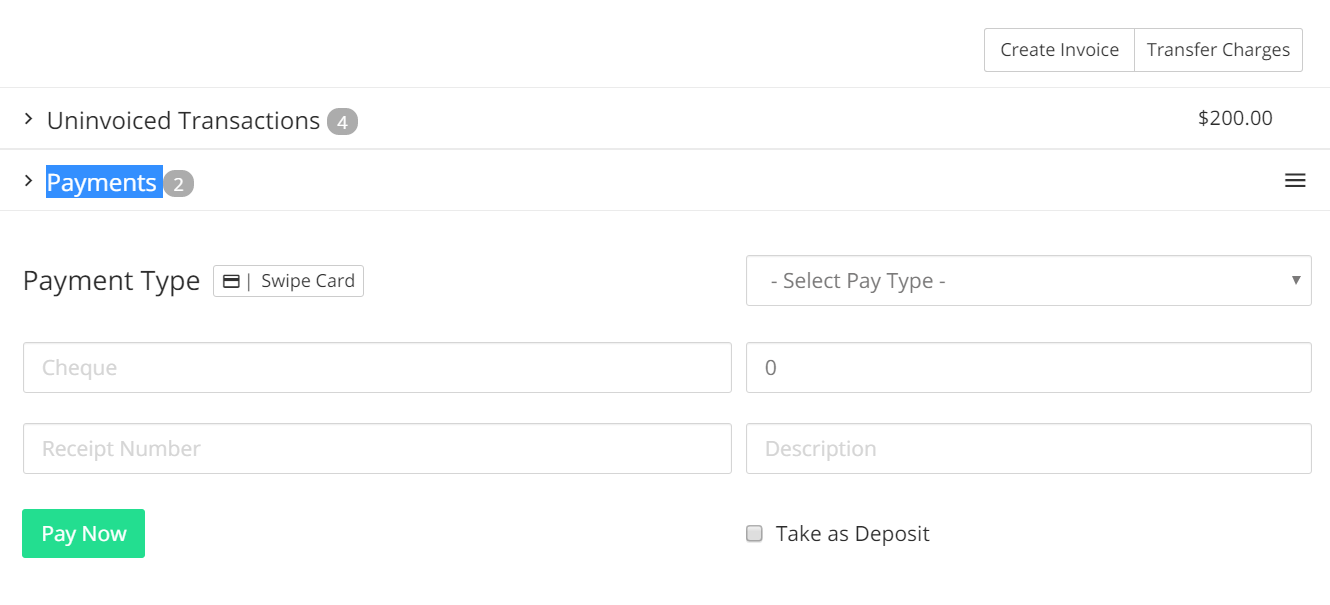 Create Invoice Transfer Charges
Uninvoiced Transactions 4 $200.00
Payments 2
Payment Type | Swipe Card - Select Pay Type -
Cheque 0
Receipt Number Description
Pay Now Take as Deposit